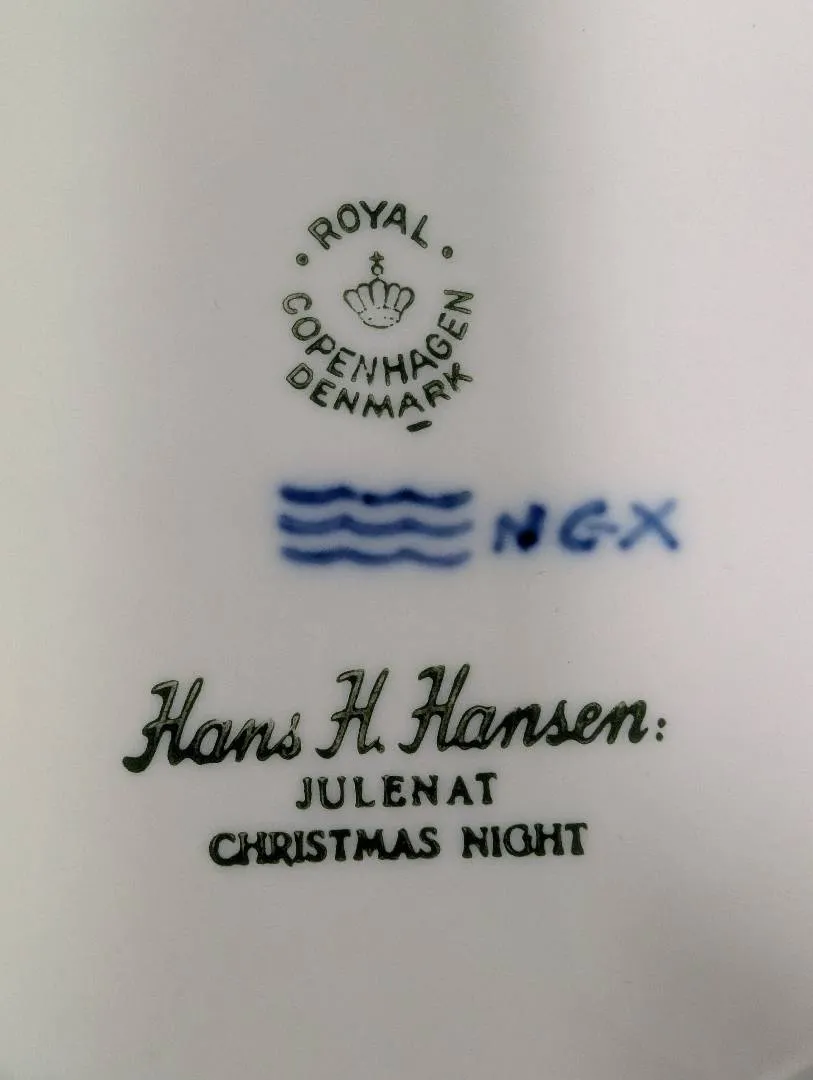 ROYAL
COPENHAGEN
DENMARK
NGX
Hans H. Hansen:
JULENAT
CHRISTMAS NIGHT